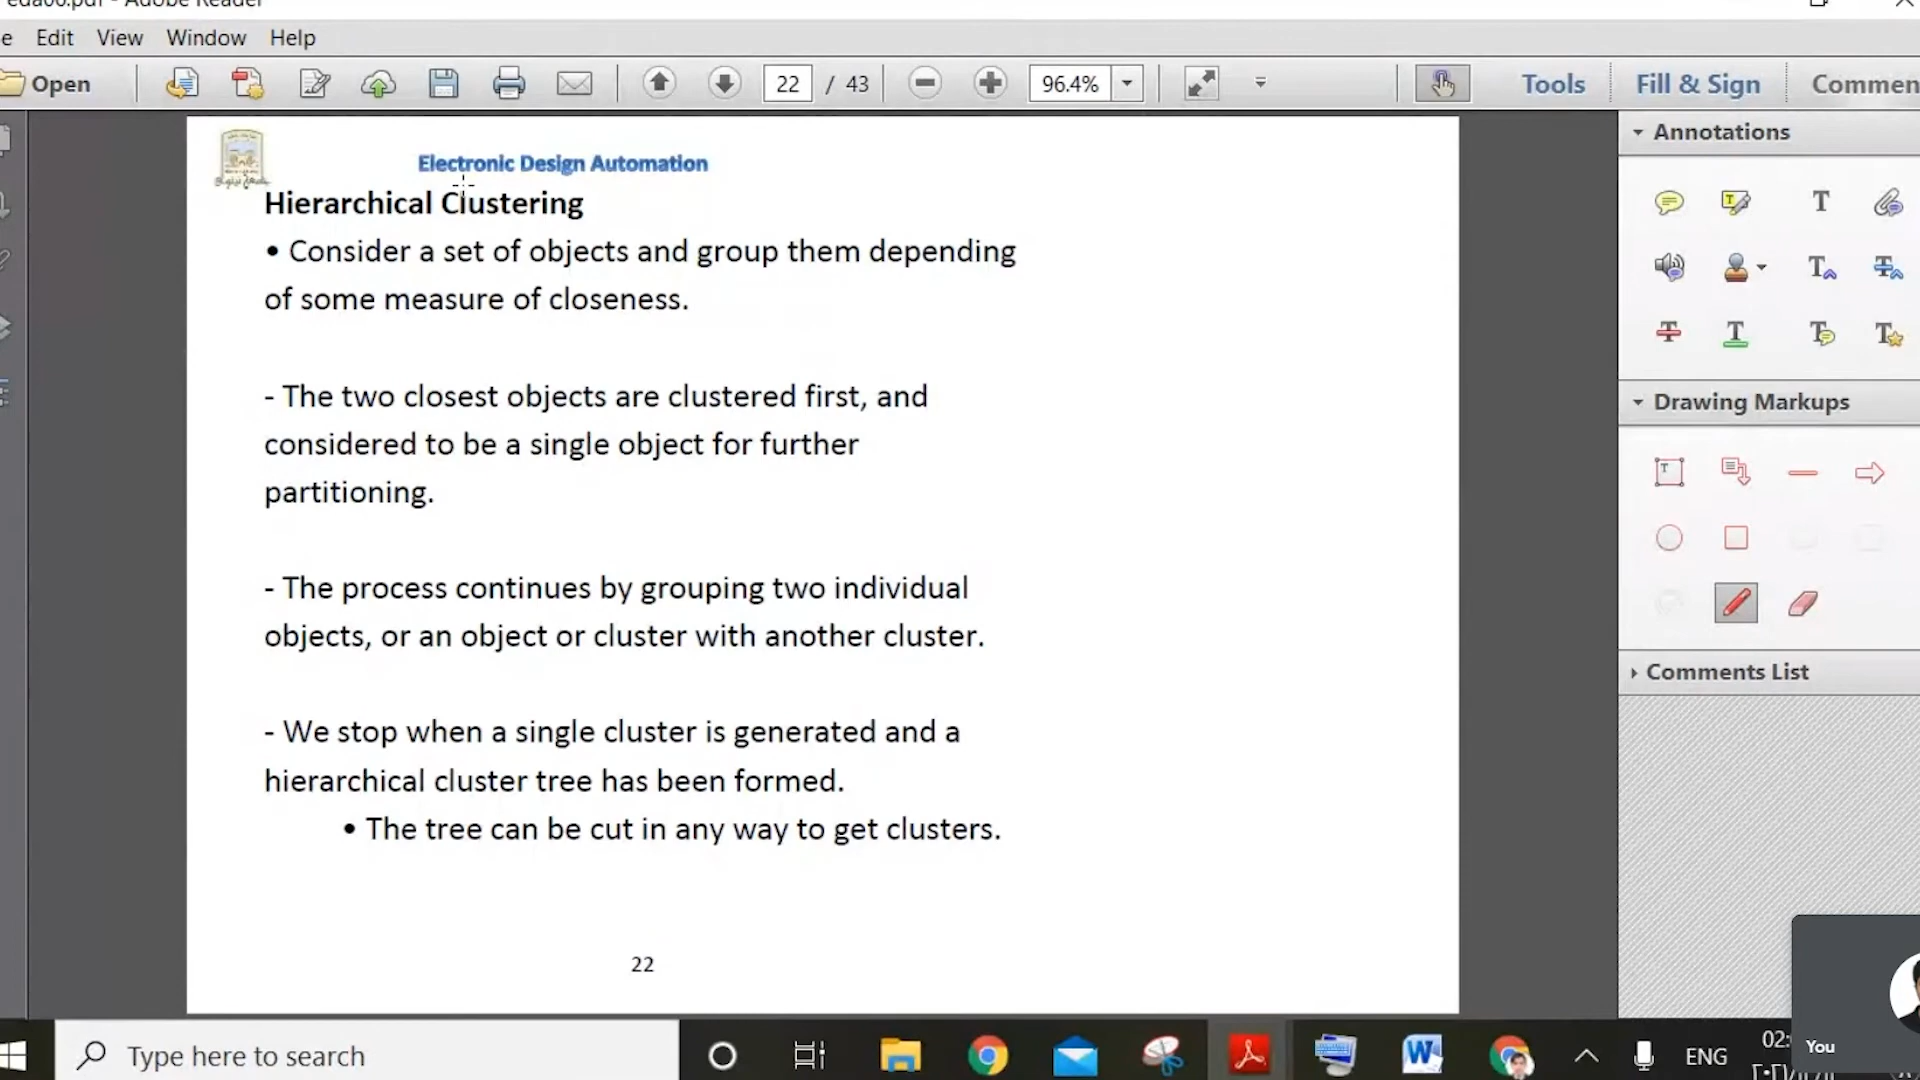 eda06.pdf - Adobe Reader
Edit View Window Help
Open 22 / 43 96.4% Tools Fill & Sign Commen
Annotations
Electronic Design Automation
Hierarchical Clustering
• Consider a set of objects and group them depending
of some measure of closeness.
- The two closest objects are clustered first, and
considered to be a single object for further
partitioning.
- The process continues by grouping two individual
objects, or an object or cluster with another cluster.
- We stop when a single cluster is generated and a
hierarchical cluster tree has been formed.
• The tree can be cut in any way to get clusters.
22
Drawing Markups
Comments List
Type here to search
ENG
02:
You